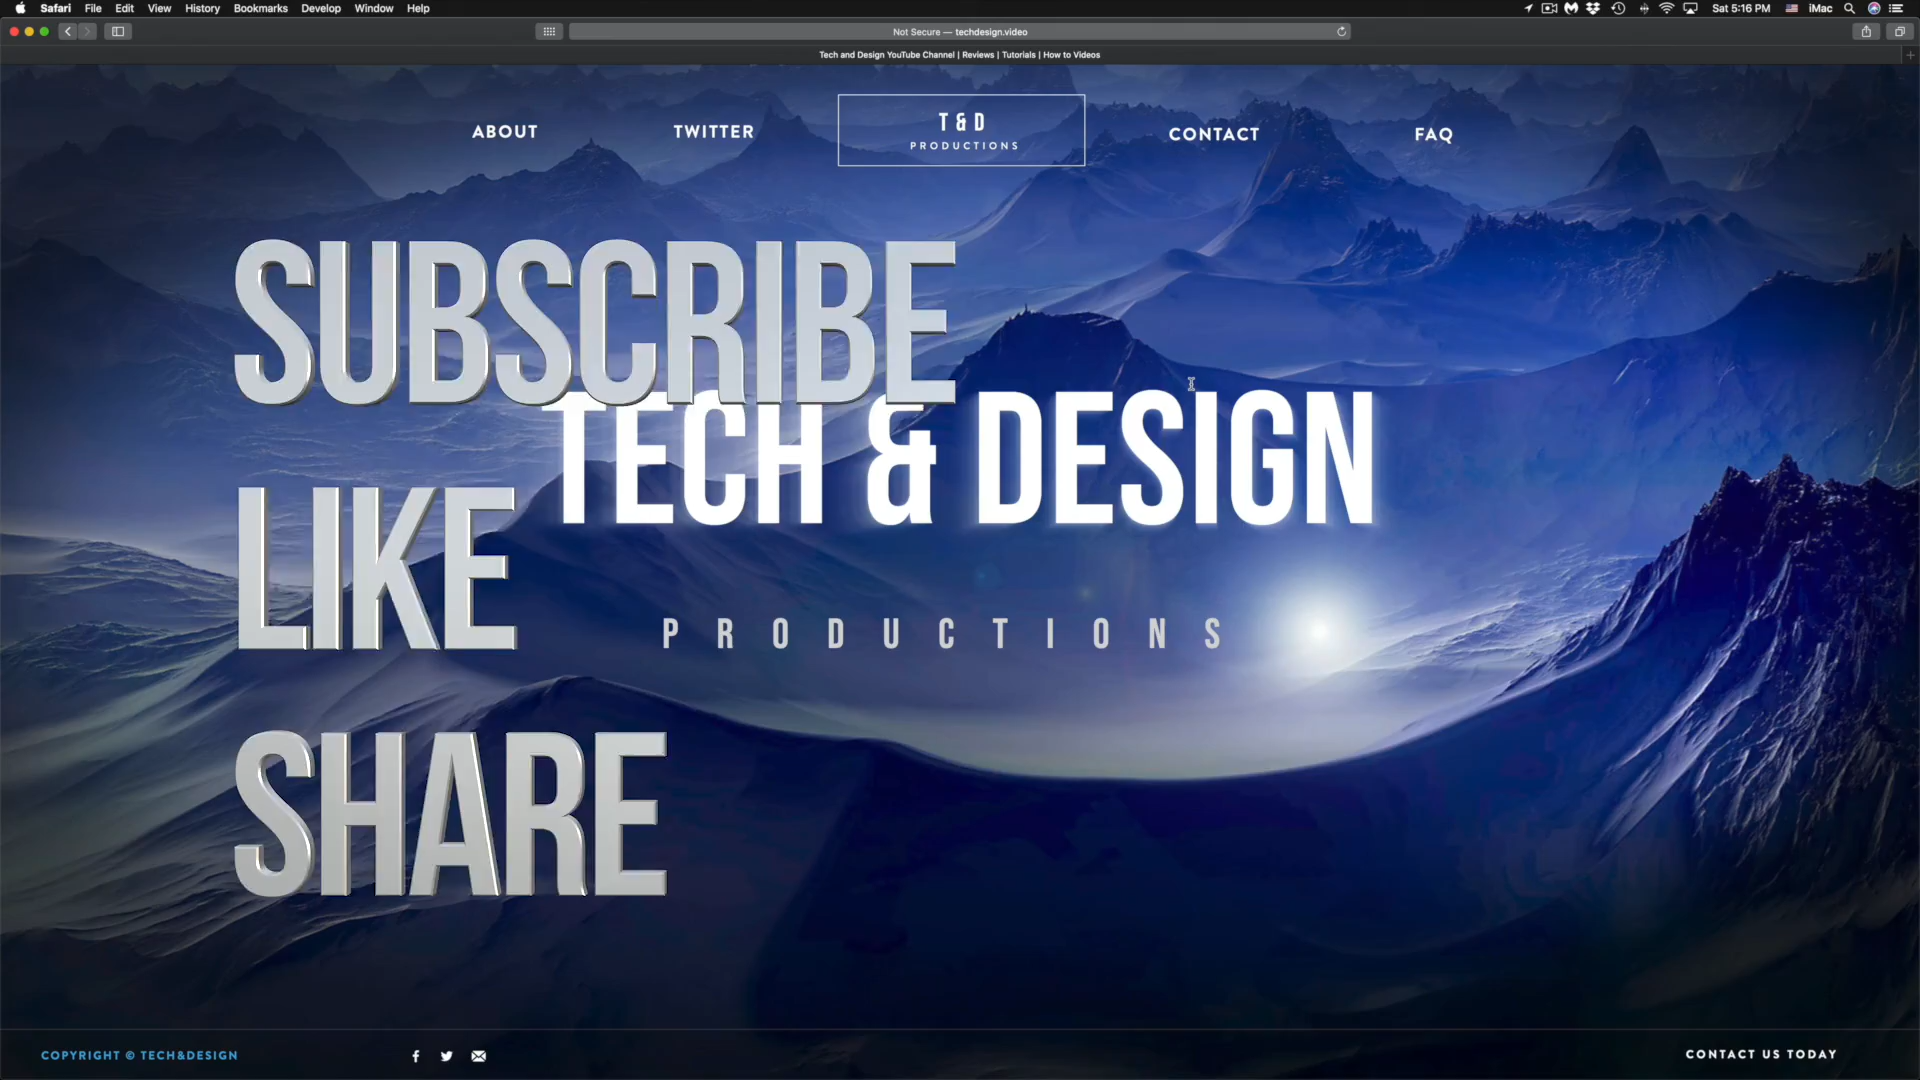 Safari File Edit View History Bookmarks Develop Window Help
Sat 5:16 PM iMac
Not Secure — techdesign.video
Tech and Design YouTube Channel | Reviews | Tutorials | How to Videos
ABOUT
TWITTER
T&D
PRODUCTIONS
CONTACT
FAQ
SUBSCRIBE
TECH & DESIGN
LIKE
PRODUCTIONS
SHARE
COPYRIGHT © TECH&DESIGN
CONTACT US TODAY